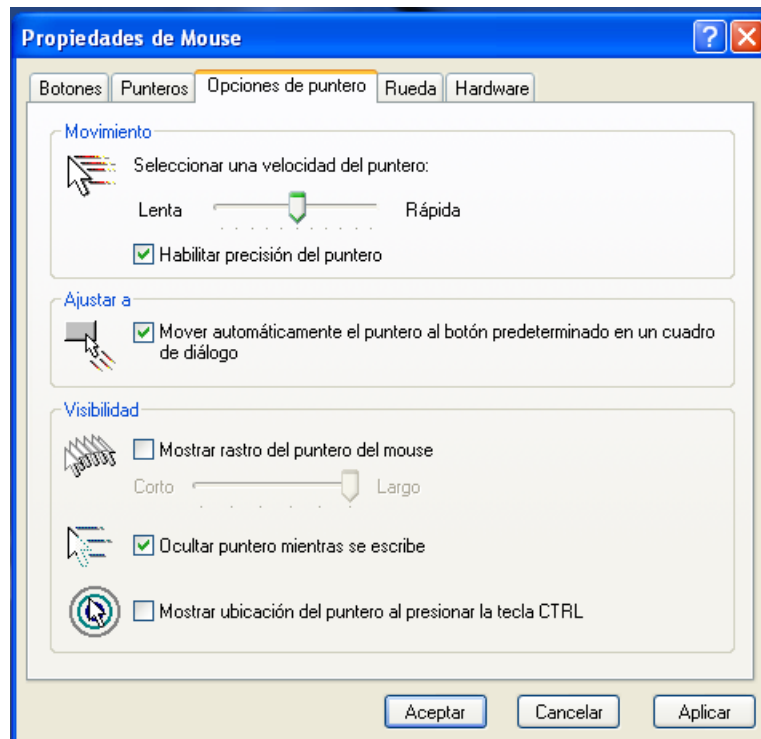 Propiedades de Mouse
Botones Punteros Opciones de puntero Rueda Hardware
Movimiento
Seleccionar una velocidad del puntero:
Lenta Rápida
Habilitar precisión del puntero
Ajustar a
Mover automáticamente el puntero al botón predeterminado en un cuadro
de diálogo
Visibilidad
Mostrar rastro del puntero del mouse
Corto Largo
Ocultar puntero mientras se escribe
Mostrar ubicación del puntero al presionar la tecla CTRL
Aceptar Cancelar Aplicar